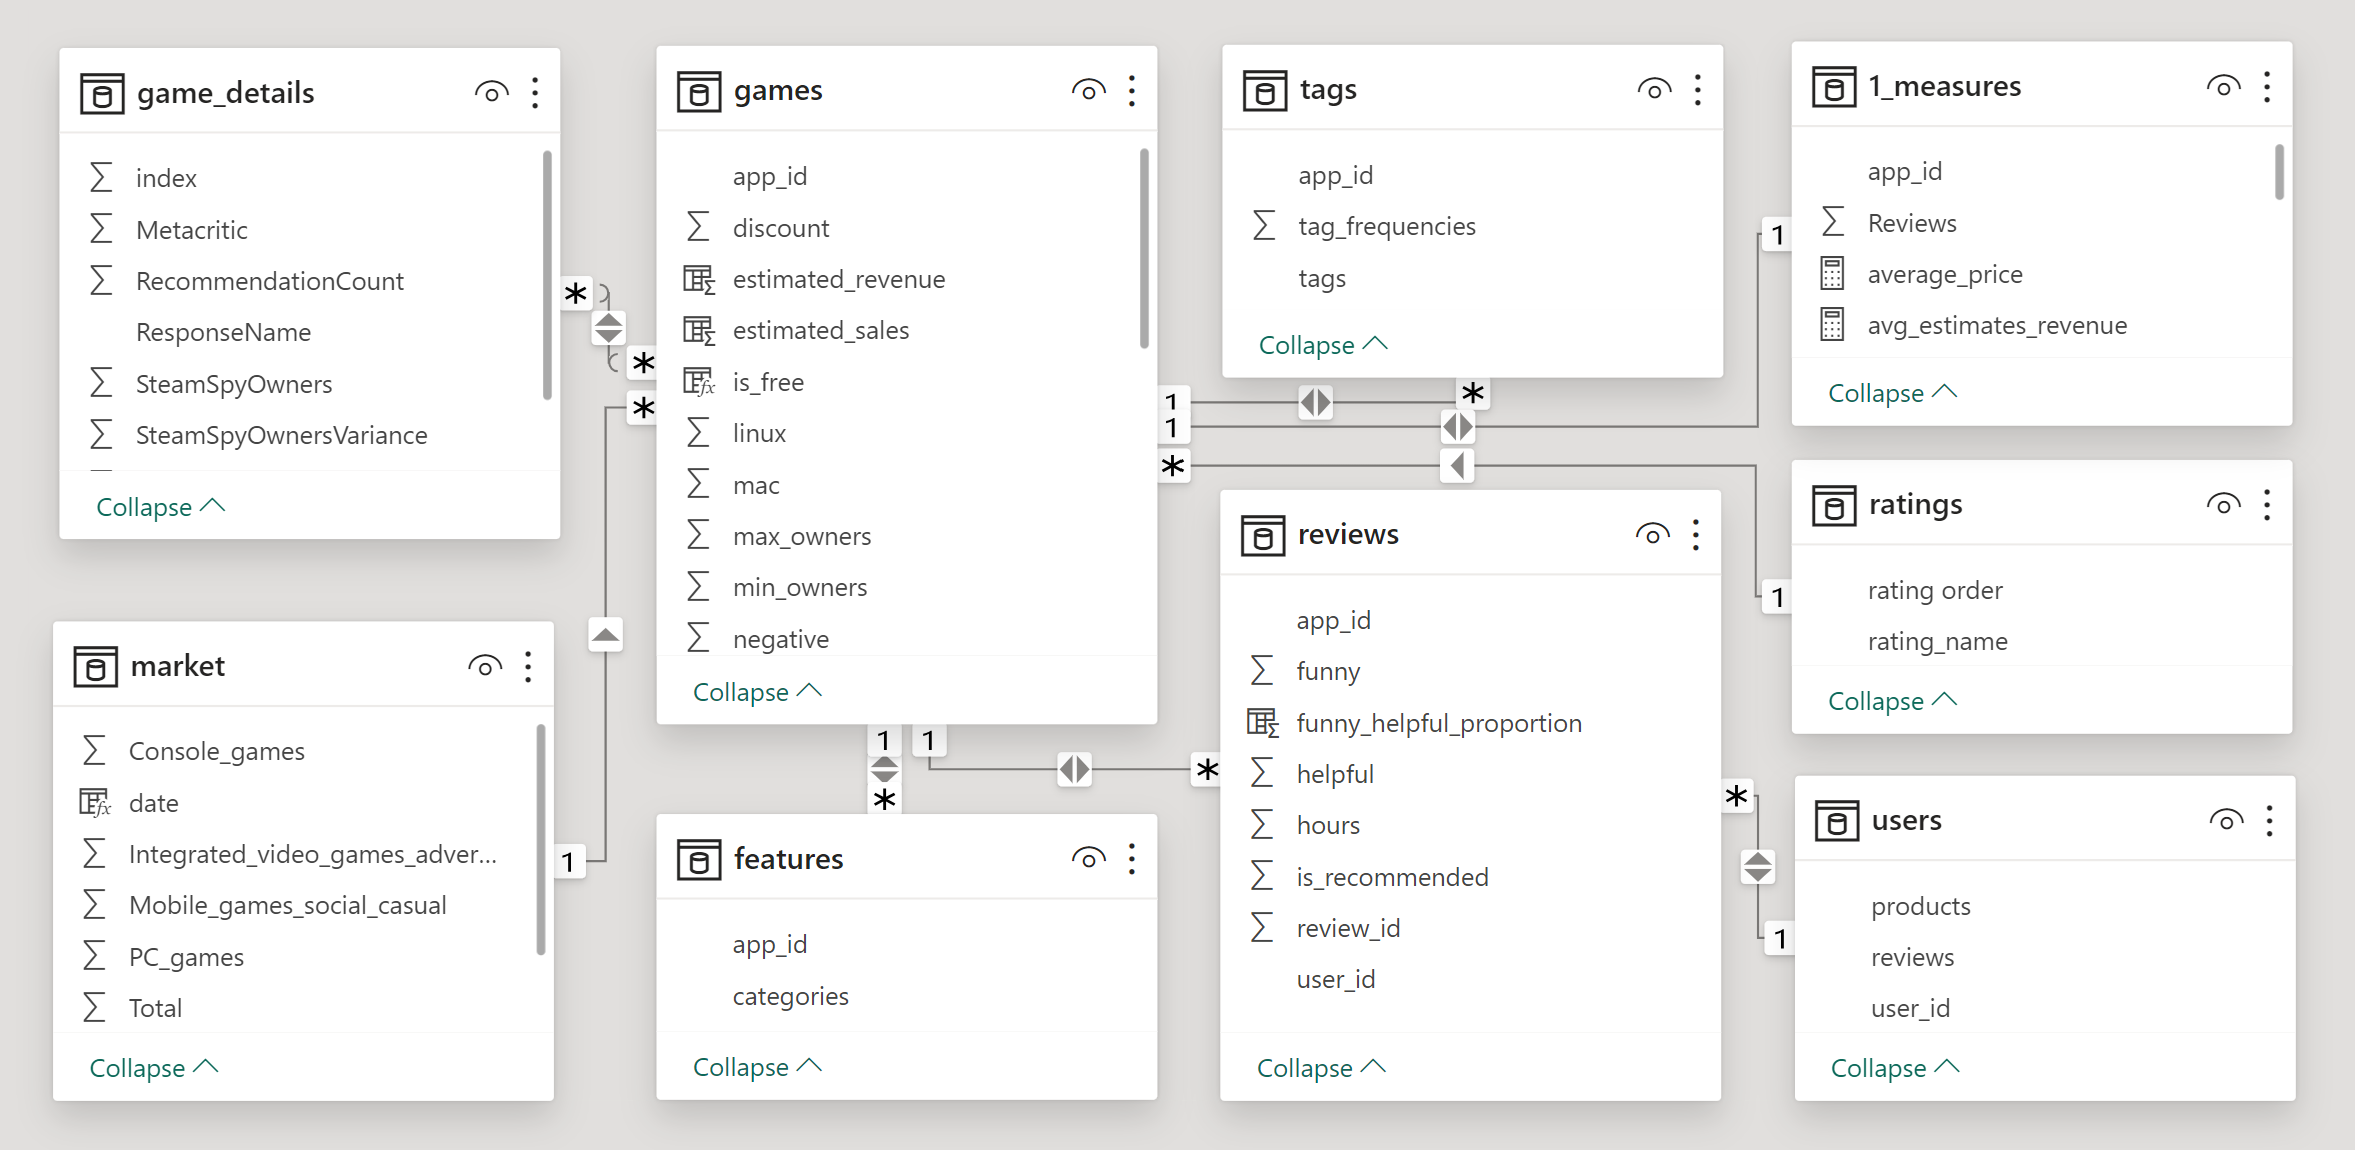 game_details
index
Metacritic
RecommendationCount
ResponseName
SteamSpyOwners
SteamSpyOwnersVariance
Collapse
games
app_id
discount
estimated_revenue
estimated_sales
is_free
linux
mac
max_owners
min_owners
negative
Collapse
tags
app_id
tag_frequencies
tags
Collapse
1_measures
app_id
Reviews
average_price
avg_estimates_revenue
Collapse
*
*
*
1
1
*
*
1
ratings
rating order
rating_name
Collapse
1
market
Console_games
date
Integrated_video_games_adver...
Mobile_games_social_casual
PC_games
Total
Collapse
1
1
1
*
*
features
app_id
categories
Collapse
reviews
app_id
funny
funny_helpful_proportion
helpful
hours
is_recommended
review_id
user_id
Collapse
*
1
users
products
reviews
user_id
Collapse